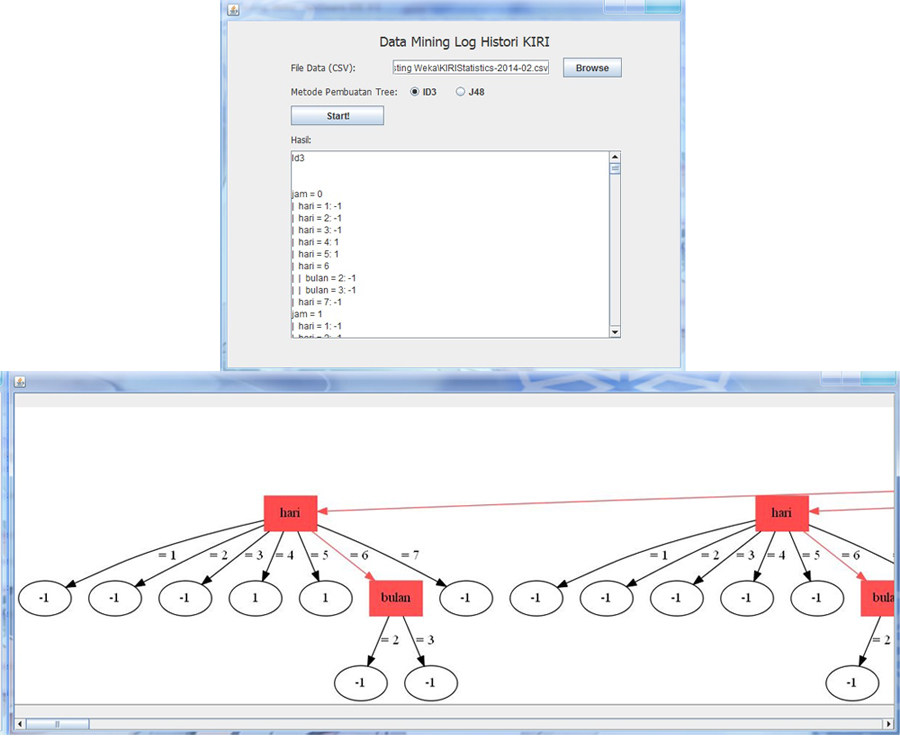 Data Mining Log Histori KIRI
File Data (CSV): sting Weka\KIRIStatistics-2014-02.csv Browse
Metode Pembuatan Tree: ID3 J48
Start!
Hasil:
Id3
jam = 0
| hari = 1: -1
| hari = 2: -1
| hari = 3: -1
| hari = 4: 1
| hari = 5: 1
| hari = 6
| | bulan = 2: -1
| | bulan = 3: -1
| hari = 7: -1
jam = 1
| hari = 1: -1
hari hari
= 1 = 2 = 3 = 4 = 5 = 6 = 7 = 1 = 2 = 3 = 4 = 5 = 6
-1 -1 -1 1 1 bulan -1 -1 -1 -1 -1 -1 bula
= 2 = 3 = 2
-1 -1 -1